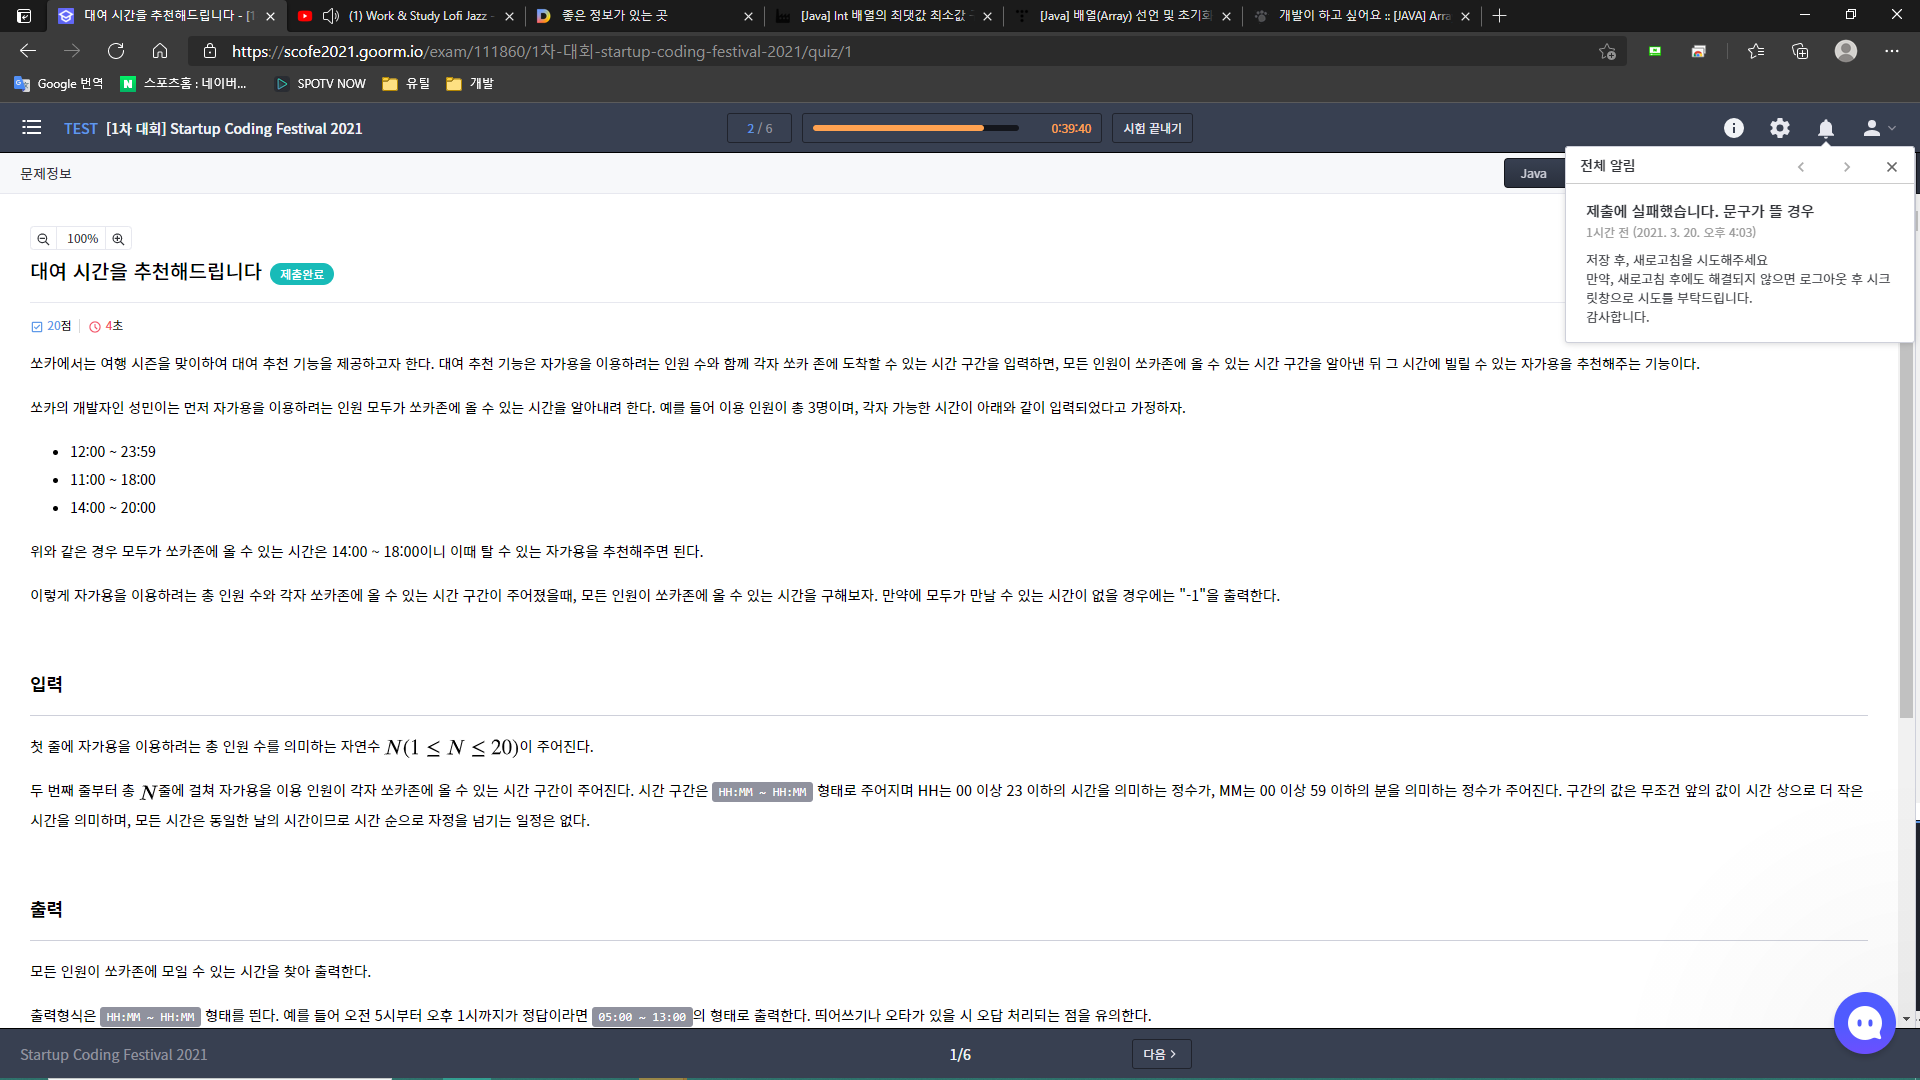 대여 시간을 추천해드립니다 - [1
(1) Work & Study Lofi Jazz -
좋은 정보가 있는 곳
[Java] Int 배열의 최댓값 최소값
[Java] 배열(Array) 선언 및 초기화
개발이 하고 싶어요 :: [JAVA] Arra
https://scofe2021.goorm.io/exam/111860/1차-대회-startup-coding-festival-2021/quiz/1
Google 번역
스포츠홈 : 네이버...
SPOTV NOW
유틸
개발
TEST [1차 대회] Startup Coding Festival 2021
2 / 6
0:39:40
시험 끝내기
문제정보
Java
전체 알림
제출에 실패했습니다. 문구가 뜰 경우
1시간 전 (2021. 3. 20. 오후 4:03)
저장 후, 새로고침을 시도해주세요
만약, 새로고침 후에도 해결되지 않으면 로그아웃 후 시크
릿창으로 시도를 부탁드립니다.
감사합니다.
100%
대여 시간을 추천해드립니다 제출완료
20점
4초
쏘카에서는 여행 시즌을 맞이하여 대여 추천 기능을 제공하고자 한다. 대여 추천 기능은 자가용을 이용하려는 인원 수와 함께 각자 쏘카 존에 도착할 수 있는 시간 구간을 입력하면, 모든 인원이 쏘카존에 올 수 있는 시간 구간을 알아낸 뒤 그 시간에 빌릴 수 있는 자가용을 추천해주는 기능이다.
쏘카의 개발자인 성민이는 먼저 자가용을 이용하려는 인원 모두가 쏘카존에 올 수 있는 시간을 알아내려 한다. 예를 들어 이용 인원이 총 3명이며, 각자 가능한 시간이 아래와 같이 입력되었다고 가정하자.
• 12:00 ~ 23:59
• 11:00 ~ 18:00
• 14:00 ~ 20:00
위와 같은 경우 모두가 쏘카존에 올 수 있는 시간은 14:00 ~ 18:00이니 이때 탈 수 있는 자가용을 추천해주면 된다.
이렇게 자가용을 이용하려는 총 인원 수와 각자 쏘카존에 올 수 있는 시간 구간이 주어졌을때, 모든 인원이 쏘카존에 올 수 있는 시간을 구해보자. 만약에 모두가 만날 수 있는 시간이 없을 경우에는 "-1"을 출력한다.
입력
첫 줄에 자가용을 이용하려는 총 인원 수를 의미하는 자연수 N(1 ≤ N ≤ 20)이 주어진다.
두 번째 줄부터 총 N줄에 걸쳐 자가용을 이용 인원이 각자 쏘카존에 올 수 있는 시간 구간이 주어진다. 시간 구간은 HH:MM ~ HH:MM 형태로 주어지며 HH는 00 이상 23 이하의 시간을 의미하는 정수가, MM는 00 이상 59 이하의 분을 의미하는 정수가 주어진다. 구간의 값은 무조건 앞의 값이 시간 상으로 더 작은
시간을 의미하며, 모든 시간은 동일한 날의 시간이므로 시간 순으로 자정을 넘기는 일정은 없다.
출력
모든 인원이 쏘카존에 모일 수 있는 시간을 찾아 출력한다.
출력형식은 HH:MM ~ HH:MM 형태를 띈다. 예를 들어 오전 5시부터 오후 1시까지가 정답이라면 05:00 ~ 13:00의 형태로 출력한다. 띄어쓰기나 오타가 있을 시 오답 처리되는 점을 유의한다.
Startup Coding Festival 2021
1/6
다음 >